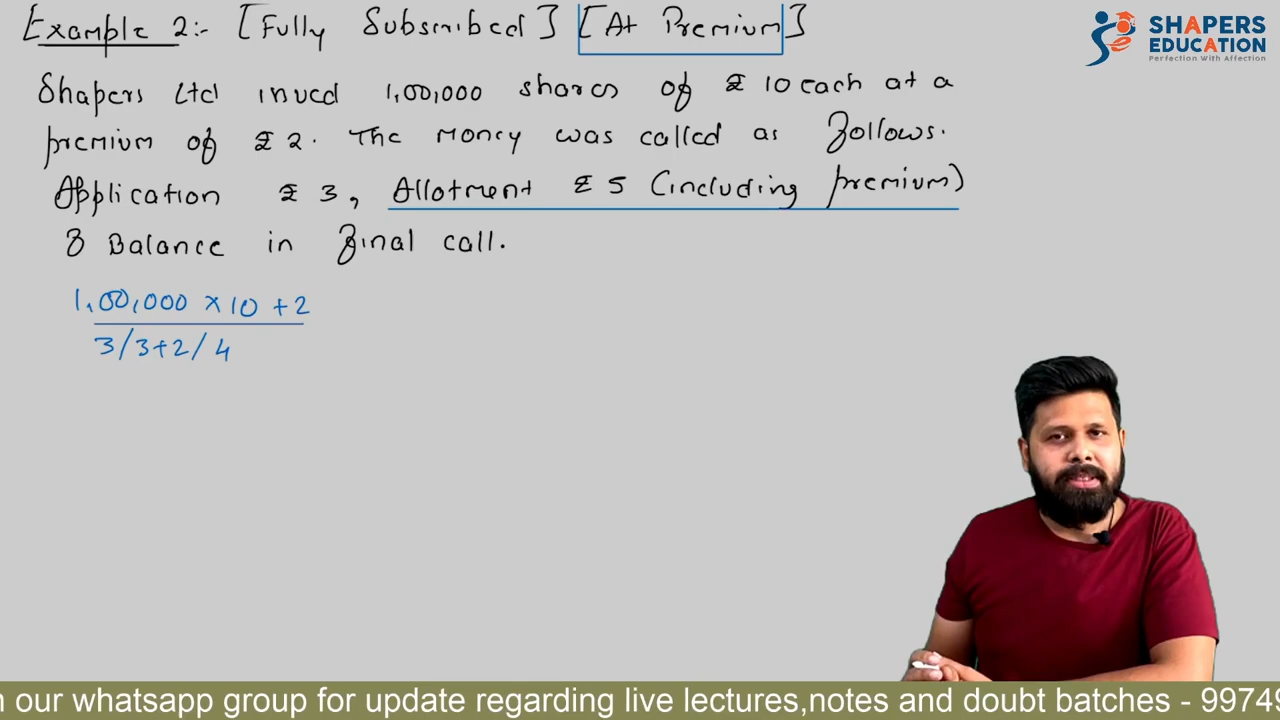 Example 2:- [Fully Subscribed] [At Premium]
SHAPERS EDUCATION
Perfection With Affection
Shapers Ltd issued 1,00,000 shares of ₹ 10 each at a
premium of ₹ 2. The money was called as follows.
Application ₹ 3, Allotment ₹ 5 (including premium)
& Balance in final call.
1,00,000 × 10 + 2
3/3+2/4
n our whatsapp group for update regarding live lectures,notes and doubt batches - 99749